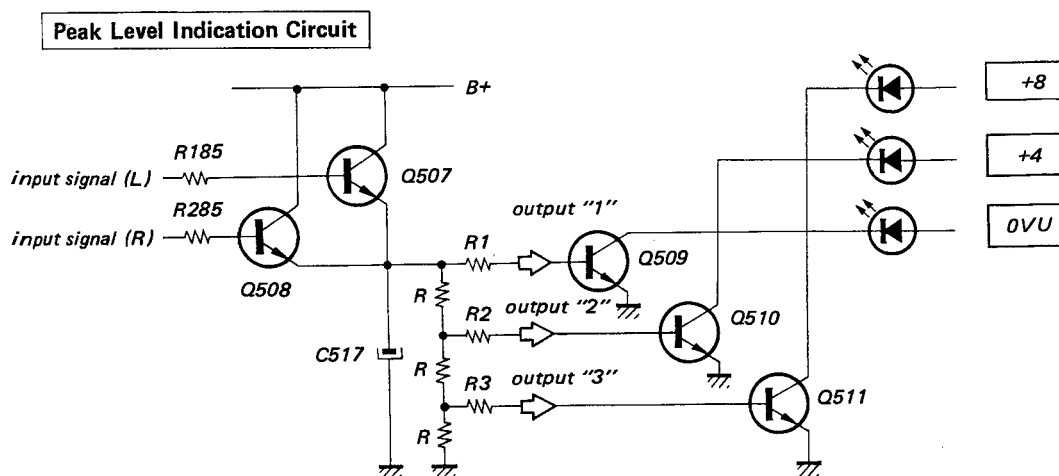 Peak Level Indication Circuit
B+
+8
R185
input signal (L)
Q507
+4
R285
input signal (R)
output "1"
0VU
R1
Q509
Q508
R
output "2"
R2
Q510
C517
R
R3
output "3"
Q511
R